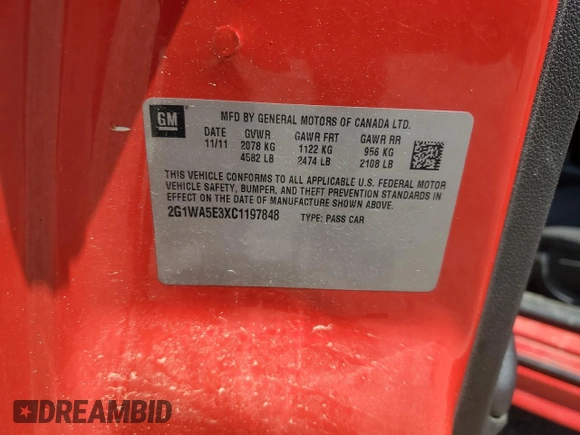 GM
MFD BY GENERAL MOTORS OF CANADA LTD.
DATE GVWR GAWR FRT GAWR RR
11/11 2078 KG 1122 KG 956 KG
4582 LB 2474 LB 2108 LB
THIS VEHICLE CONFORMS TO ALL APPLICABLE U.S. FEDERAL MOTOR
VEHICLE SAFETY, BUMPER, AND THEFT PREVENTION STANDARDS IN
EFFECT ON THE DATE OF MANUFACTURE SHOWN ABOVE.
2G1WA5E3XC1197848 TYPE: PASS CAR
DREAMBID